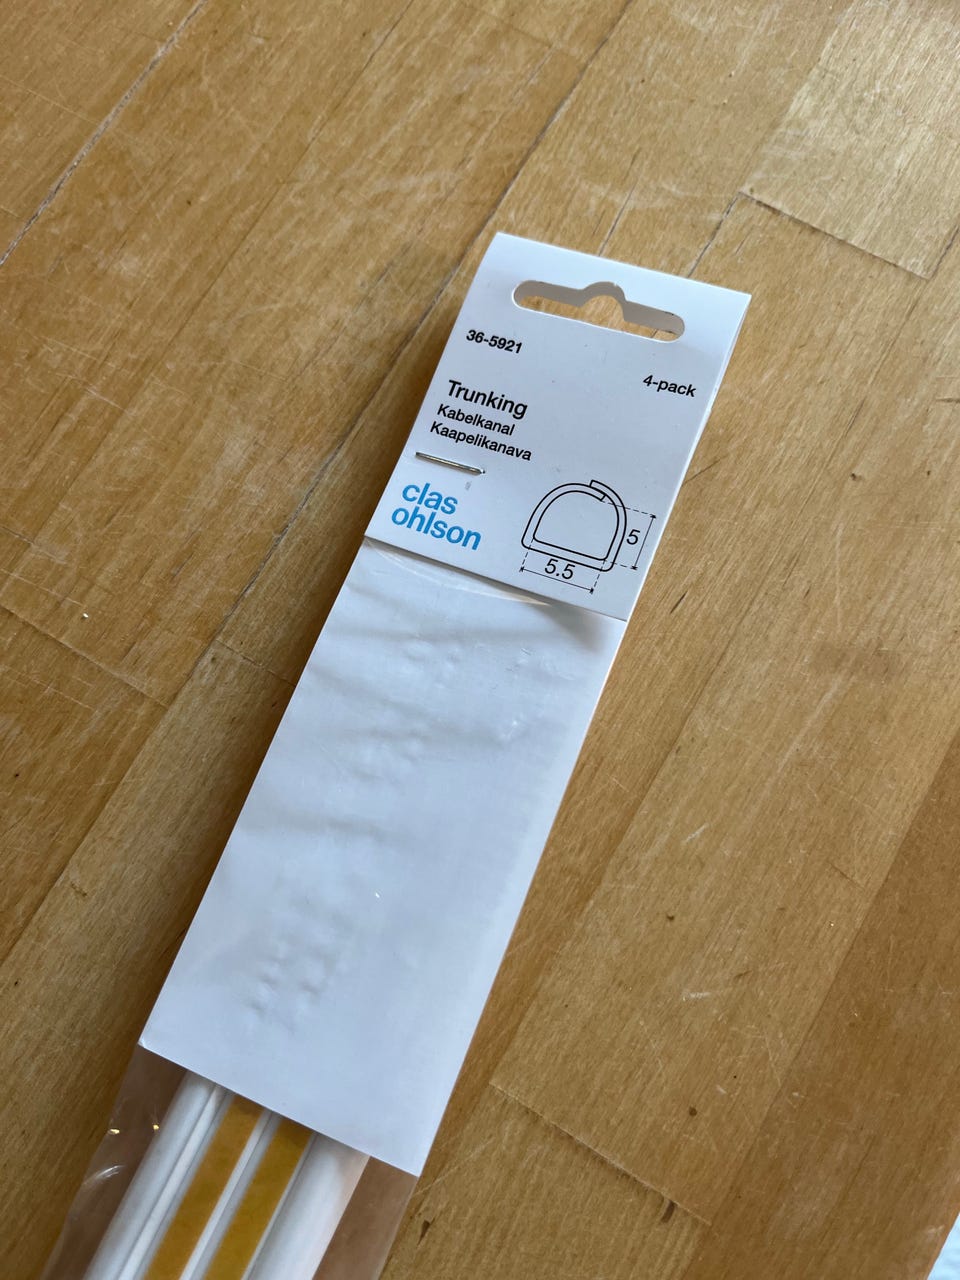 36-5921
4-pack
Trunking
Kabelkanal
Kaapelikanava
clas
ohlson
5
5.5